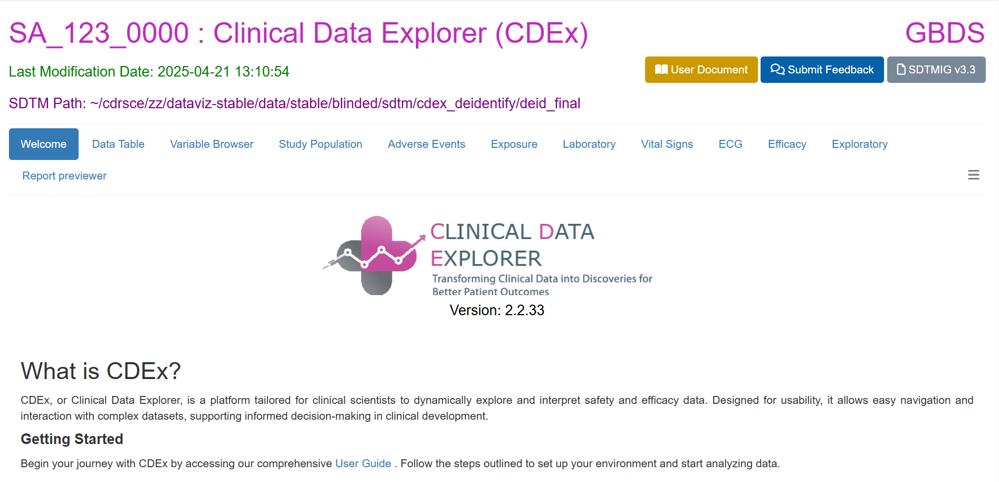 SA_123_0000 : Clinical Data Explorer (CDEx)
GBDS
Last Modification Date: 2025-04-21 13:10:54
User Document
Submit Feedback
SDTMIG v3.3
SDTM Path: ~/cdrsce/zz/dataviz-stable/data/stable/blinded/sdtm/cdex_deidentify/deid_final
Welcome
Data Table
Variable Browser
Study Population
Adverse Events
Exposure
Laboratory
Vital Signs
ECG
Efficacy
Exploratory
Report previewer
CLINICAL DATA
EXPLORER
Transforming Clinical Data into Discoveries for
Better Patient Outcomes
Version: 2.2.33
What is CDEx?
CDEx, or Clinical Data Explorer, is a platform tailored for clinical scientists to dynamically explore and interpret safety and efficacy data. Designed for usability, it allows easy navigation and
interaction with complex datasets, supporting informed decision-making in clinical development.
Getting Started
Begin your journey with CDEx by accessing our comprehensive User Guide . Follow the steps outlined to set up your environment and start analyzing data.